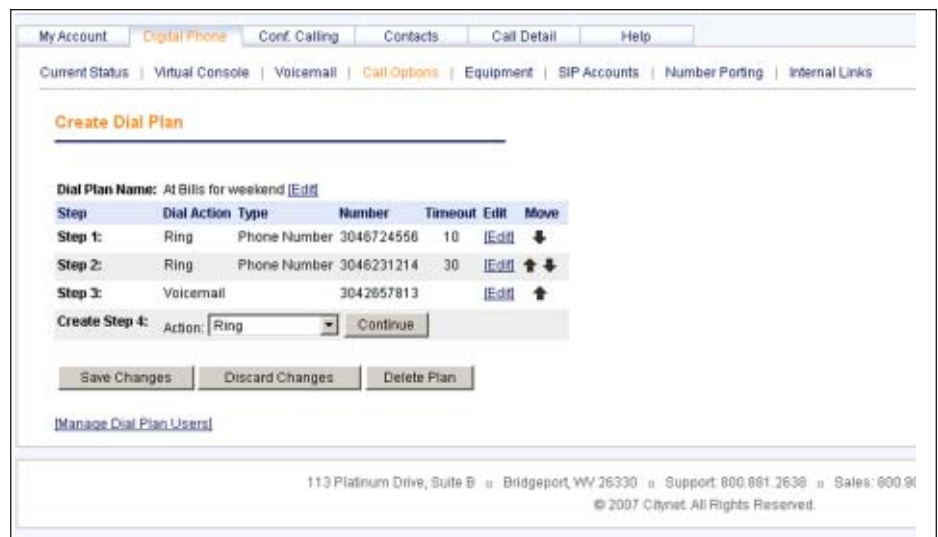 My Account Digital Phone Conf. Calling Contacts Call Detail Help
Current Status | Virtual Console | Voicemail | Call Options | Equipment | SIP Accounts | Number Porting | Internal Links
Create Dial Plan
Dial Plan Name: At Bills for weekend [Edit]
Step Dial Action Type Number Timeout Edit Move
Step 1: Ring Phone Number 3046724556 10 [Edit]
Step 2: Ring Phone Number 3046231214 30 [Edit]
Step 3: Voicemail 3042657813 [Edit]
Create Step 4: Action: Ring Continue
Save Changes Discard Changes Delete Plan
[Manage Dial Plan Users]
113 Platinum Drive, Suite B Bridgeport, WV 26330 Support: 800.881.2638 Sales: 800.90
© 2007 Citynet. All Rights Reserved.